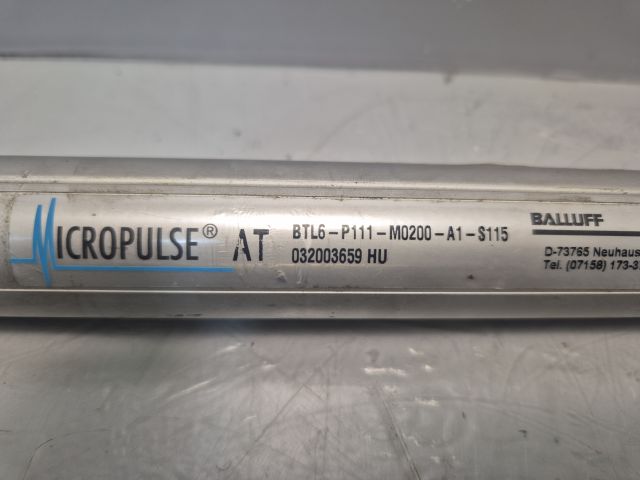 MICROPULSE® AT
BTL6-P111-M0200-A1-S115
032003659 HU
BALLUFF
D-73765 Neuhaus
Tel. (07158) 173-3